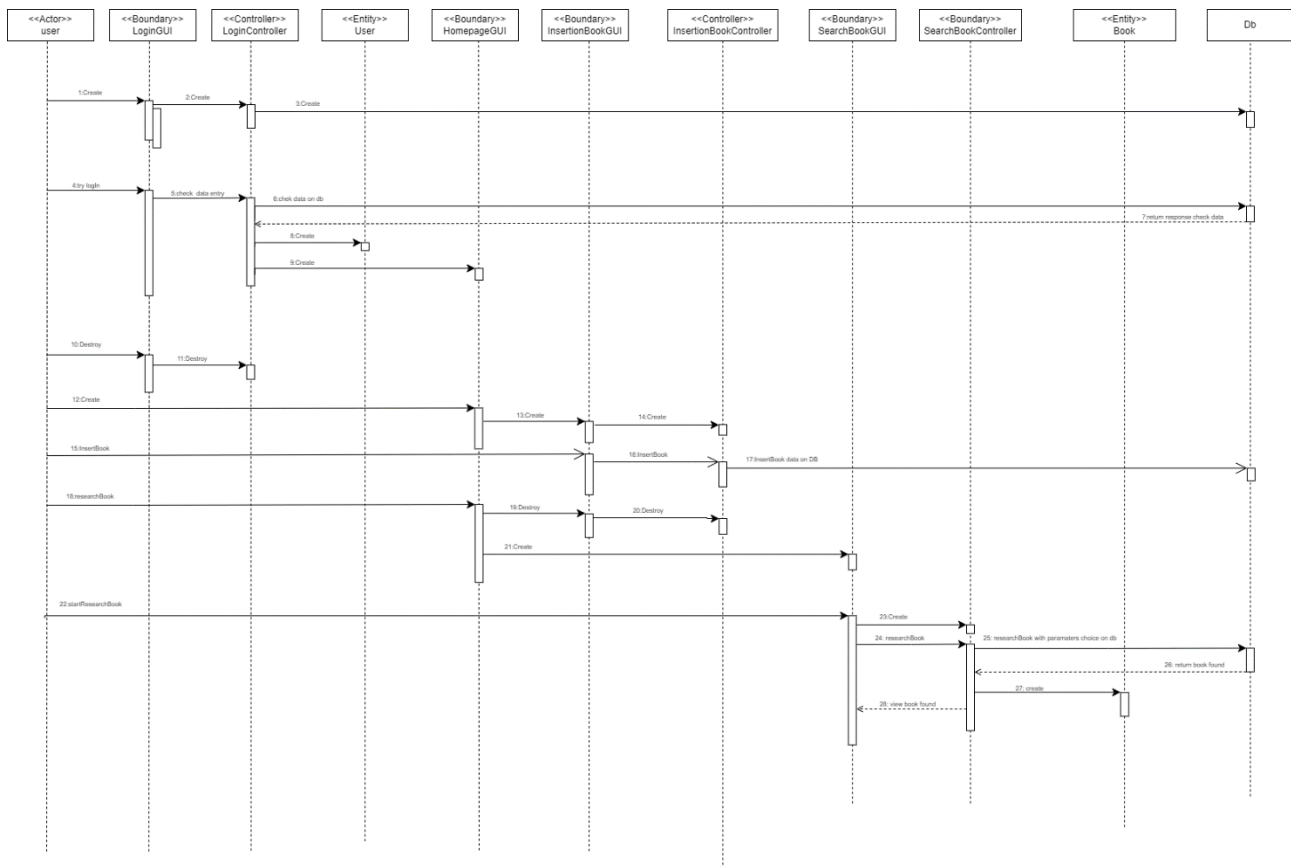 <<Actor>>
user
<<Boundary>>
LoginGUI
<<Controller>>
LoginController
<<Entity>>
User
<<Boundary>>
HomepageGUI
<<Boundary>>
InsertionBookGUI
<<Controller>>
InsertionBookController
<<Boundary>>
SearchBookGUI
<<Boundary>>
SearchBookController
<<Entity>>
Book
Db
1:Create
2:Create
3:Create
4:try logIn
5:check data entry
6:chek data on db
7:return response check data
8:Create
9:Create
10:Destroy
11:Destroy
12:Create
13:Create
14:Create
15:InsertBook
16:InsertBook
17:InsertBook data on DB
18:researchBook
19:Destroy
20:Destroy
21:Create
22:startResearchBook
23:Create
24: researchBook
25: researchBook with paramaters choice on db
26: return book found
27: create
28: view book found